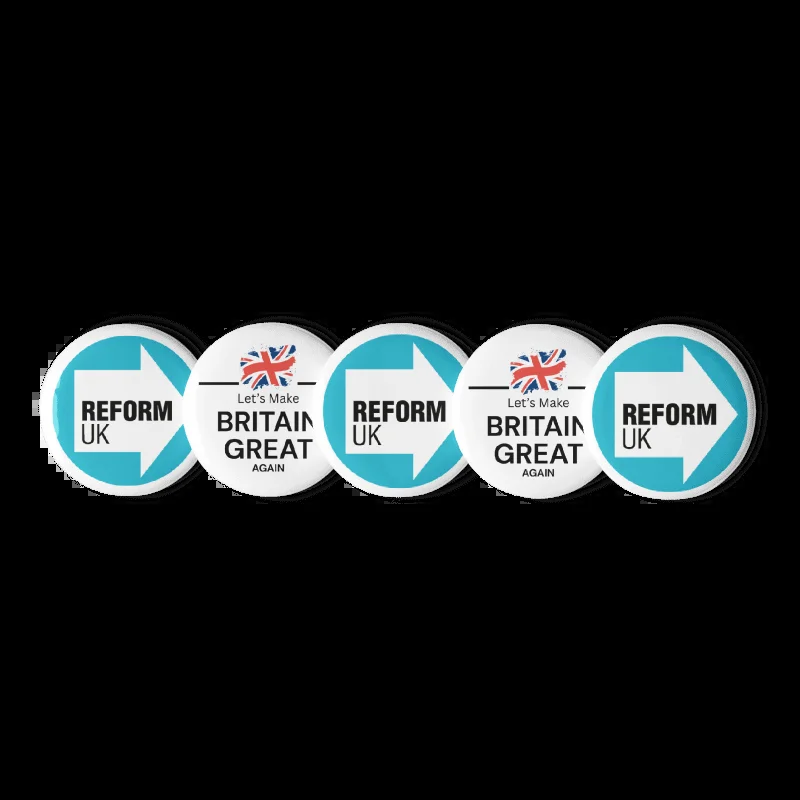 REFORM
UK
Let's Make
BRITAIN
GREAT
AGAIN
REFORM
UK
Let's Make
BRITAIN
GREAT
AGAIN
REFORM
UK